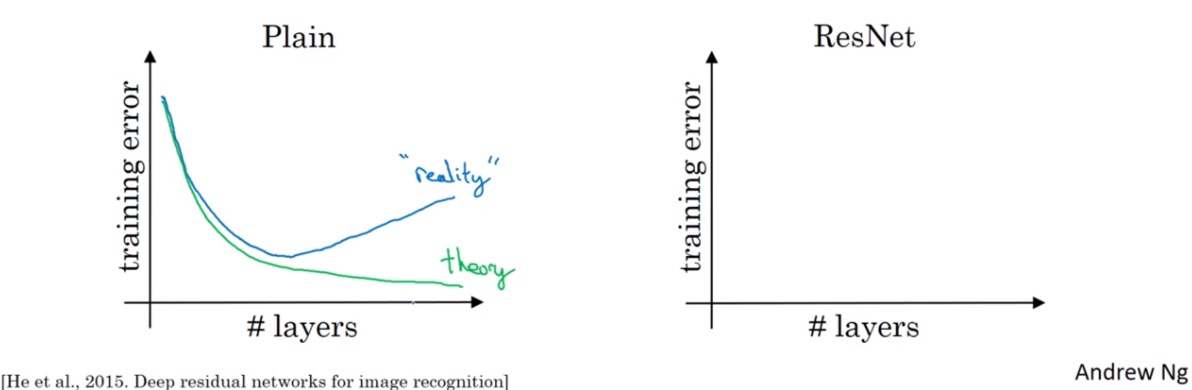 Plain
training error
"reality"
theory
# layers
ResNet
training error
# layers
[He et al., 2015. Deep residual networks for image recognition]
Andrew Ng